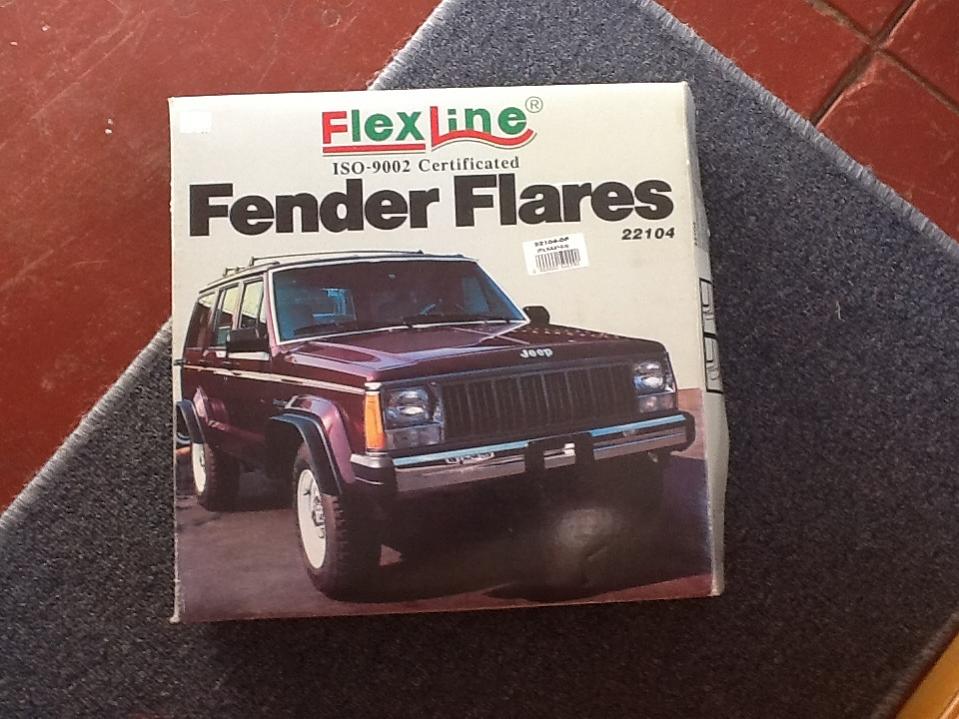 FlexLine®
ISO-9002 Certificated
Fender Flares
22104
Jeep